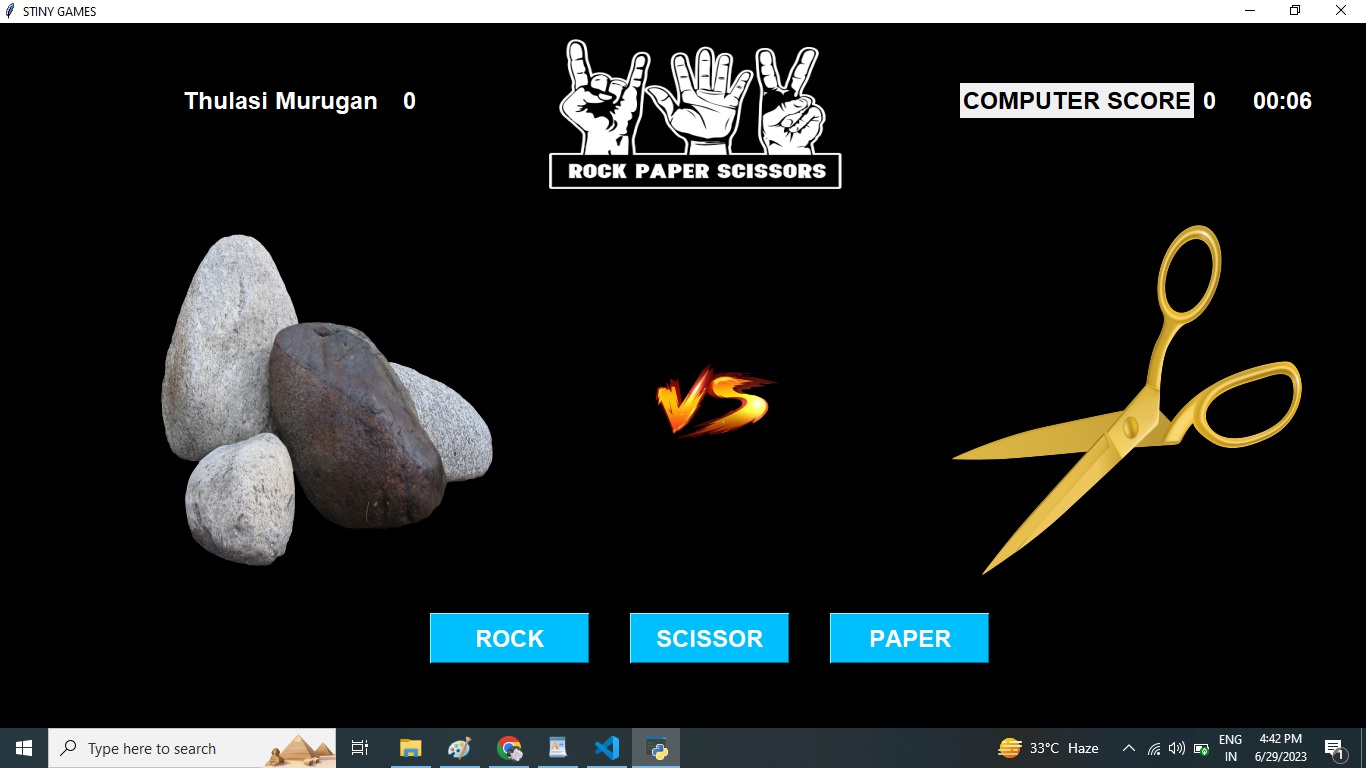 STINY GAMES
Thulasi Murugan 0
COMPUTER SCORE 0 00:06
ROCK PAPER SCISSORS
VS
ROCK
SCISSOR
PAPER
Type here to search
33°C Haze
ENG
IN
4:42 PM
6/29/2023
1